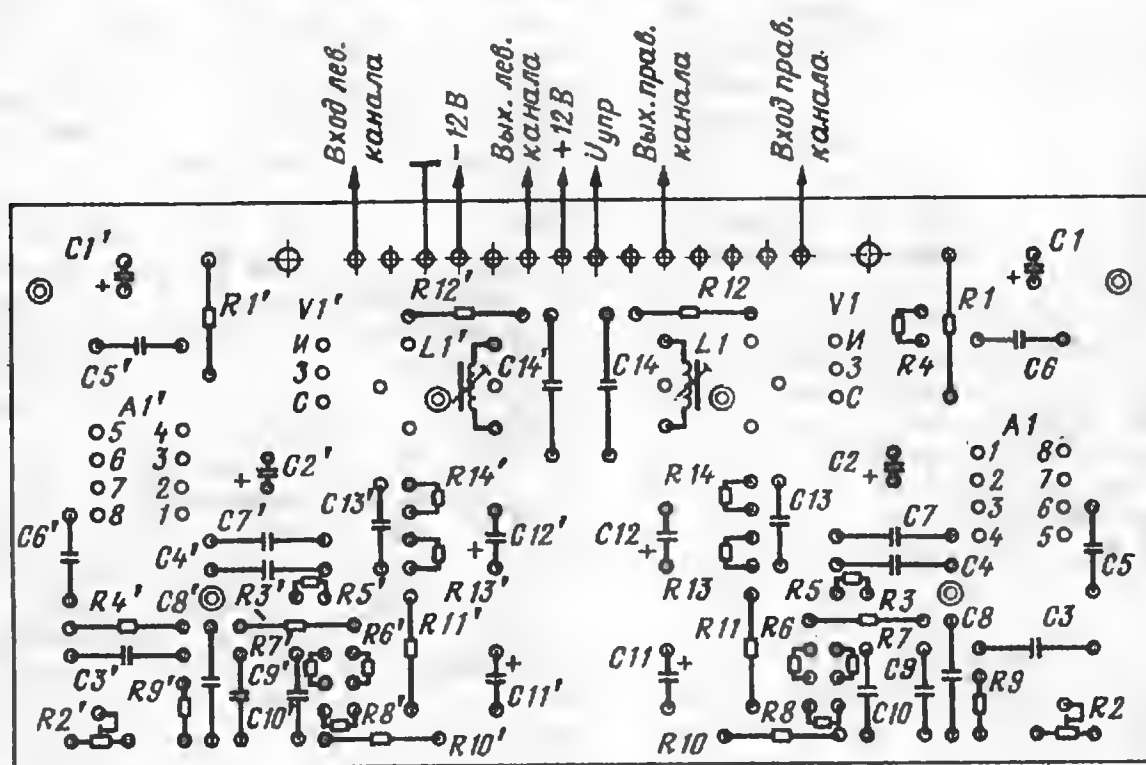 Вход лев.
канала
-12В
Вых. лев.
канала
+12В
Uупр
Вых. прав.
канала
Вход прав.
канала
C1'
+
R1'
V1'
R12'
R12
V1
R4
R1
C1
+
C5'
И
З
С
L1'
C14'
C14
L1
И
З
С
C6
A1'
5 4
6 3
7 2
8 1
C2'
+
R14'
C13'
R14
C13
C2
+
A1
1 8
2 7
3 6
4 5
C6'
C7'
C4'
C12'
+
C12
+
C7
C4
C5
R4'
C8'
R3'
R5'
R13'
R13
R5
R3
C8
C3
R7'
R6'
R11'
R11
R6
R7
C3'
R9'
C9'
C10'
C11'
+
C11
+
C10
C9
R9
R2'
R8'
R10'
R10
R8
R2